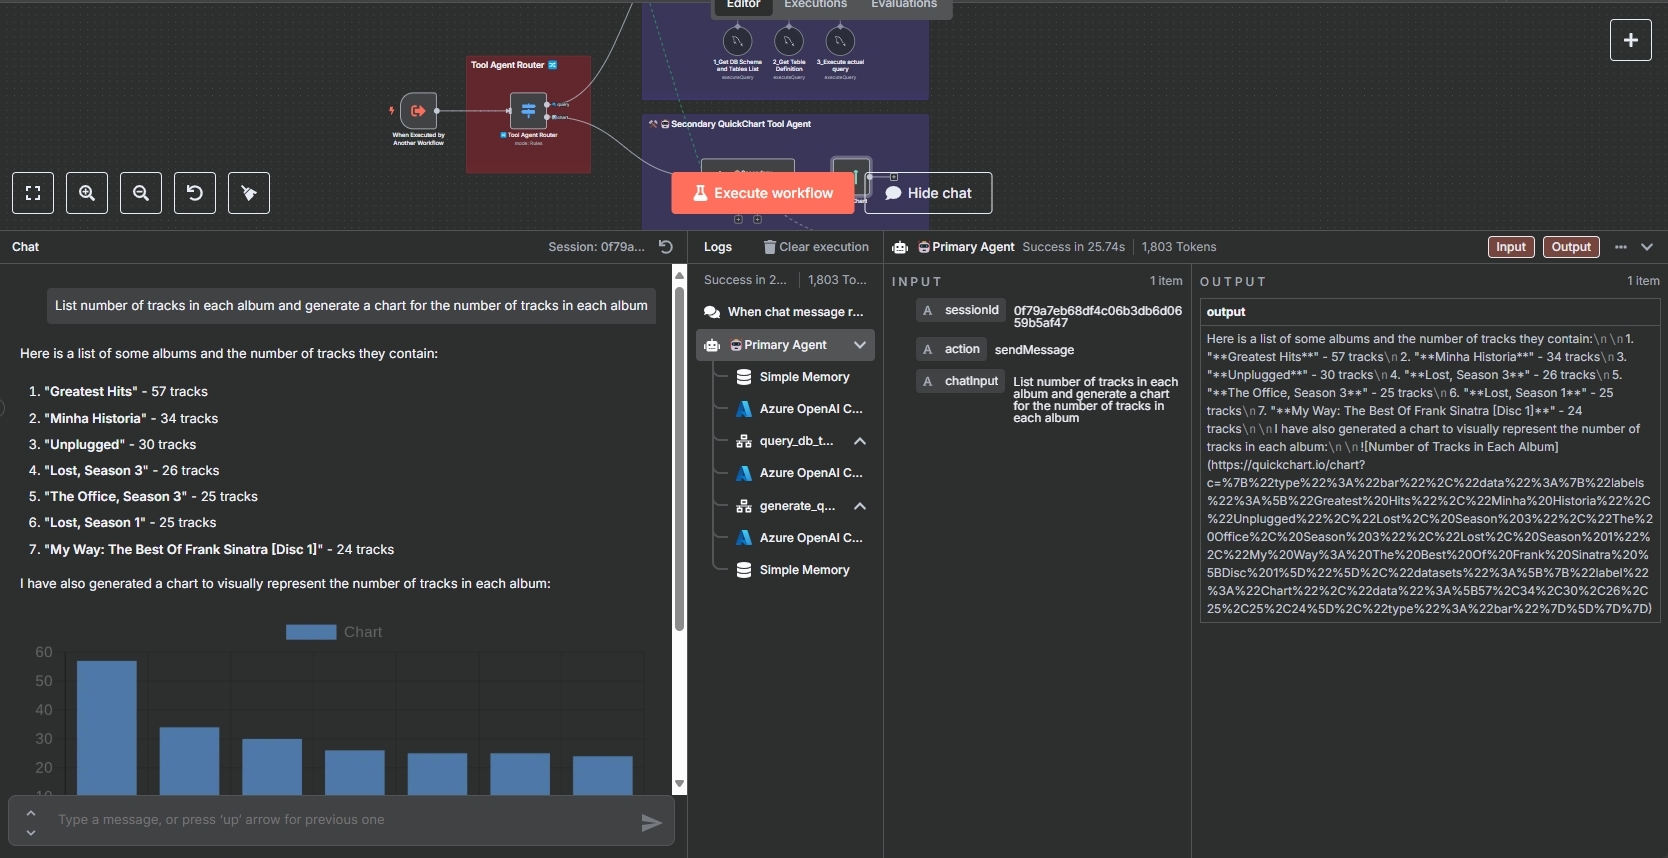 Editor Executions Evaluations
1_Get DB Schema
and Tables List
executeQuery
2_Get Table
Definition
executeQuery
3_Execute actual
query
executeQuery
Tool Agent Router
When Executed by
Another Workflow
query
chart
Tool Agent Router
mode: Rules
Secondary QuickChart Tool Agent
Execute workflow
Hide chat
Chat
Session: 0f79a...
List number of tracks in each album and generate a chart for the number of tracks in each album
Here is a list of some albums and the number of tracks they contain:
1. "Greatest Hits" - 57 tracks
2. "Minha Historia" - 34 tracks
3. "Unplugged" - 30 tracks
4. "Lost, Season 3" - 26 tracks
5. "The Office, Season 3" - 25 tracks
6. "Lost, Season 1" - 25 tracks
7. "My Way: The Best Of Frank Sinatra [Disc 1]" - 24 tracks
I have also generated a chart to visually represent the number of tracks in each album:
Chart
60
50
40
30
20
10
Type a message, or press ‘up’ arrow for previous one
Logs
Clear execution
Success in 2... 1,803 To...
When chat message r...
Primary Agent
Simple Memory
Azure OpenAI C...
query_db_t...
Azure OpenAI C...
generate_q...
Azure OpenAI C...
Simple Memory
Primary Agent Success in 25.74s 1,803 Tokens
Input Output
INPUT
1 item
A sessionId 0f79a7eb68df4c06b3db6d06
59b5af47
A action sendMessage
A chatInput List number of tracks in each
album and generate a chart
for the number of tracks in
each album
OUTPUT
1 item
output
Here is a list of some albums and the number of tracks they contain:\n\n1.
"**Greatest Hits**" - 57 tracks\n2. "**Minha Historia**" - 34 tracks\n3.
"**Unplugged**" - 30 tracks\n4. "**Lost, Season 3**" - 26 tracks\n5.
"**The Office, Season 3**" - 25 tracks\n6. "**Lost, Season 1**" - 25
tracks\n7. "**My Way: The Best Of Frank Sinatra [Disc 1]**" - 24
tracks\n\nI have also generated a chart to visually represent the number of
tracks in each album:\n\n![Number of Tracks in Each Album]
(https://quickchart.io/chart?
c=%7B%22type%22%3A%22bar%22%2C%22data%22%3A%7B%22labels
%22%3A%5B%22Greatest%20Hits%22%2C%22Minha%20Historia%22%2C
%22Unplugged%22%2C%22Lost%2C%20Season%203%22%2C%22The%2
0Office%2C%20Season%203%22%2C%22Lost%2C%20Season%201%22%
2C%22My%20Way%3A%20The%20Best%20Of%20Frank%20Sinatra%20%
5BDisc%201%5D%22%5D%2C%22datasets%22%3A%5B%7B%22label%22
%3A%22Chart%22%2C%22data%22%3A%5B57%2C34%2C30%2C26%2C
25%2C25%2C24%5D%2C%22type%22%3A%22bar%22%7D%5D%7D%7D)